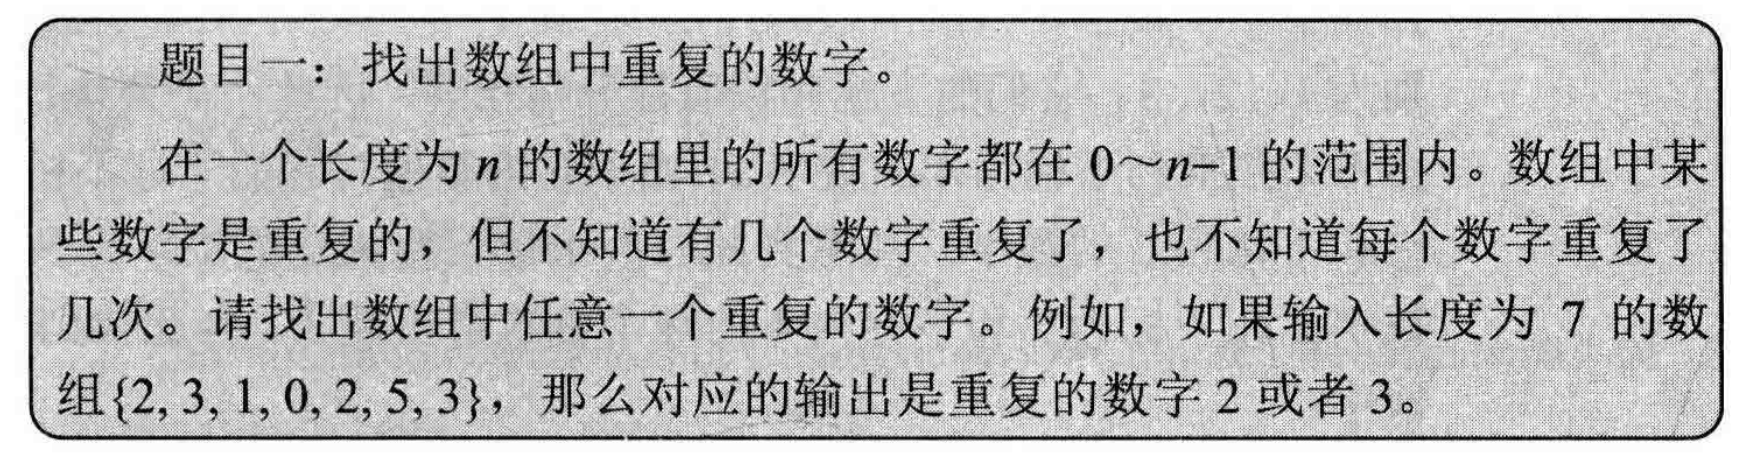 题目一：找出数组中重复的数字。
在一个长度为 n 的数组里的所有数字都在 0～n–1 的范围内。数组中某
些数字是重复的，但不知道有几个数字重复了，也不知道每个数字重复了
几次。请找出数组中任意一个重复的数字。例如，如果输入长度为 7 的数
组{2, 3, 1, 0, 2, 5, 3}，那么对应的输出是重复的数字 2 或者 3。